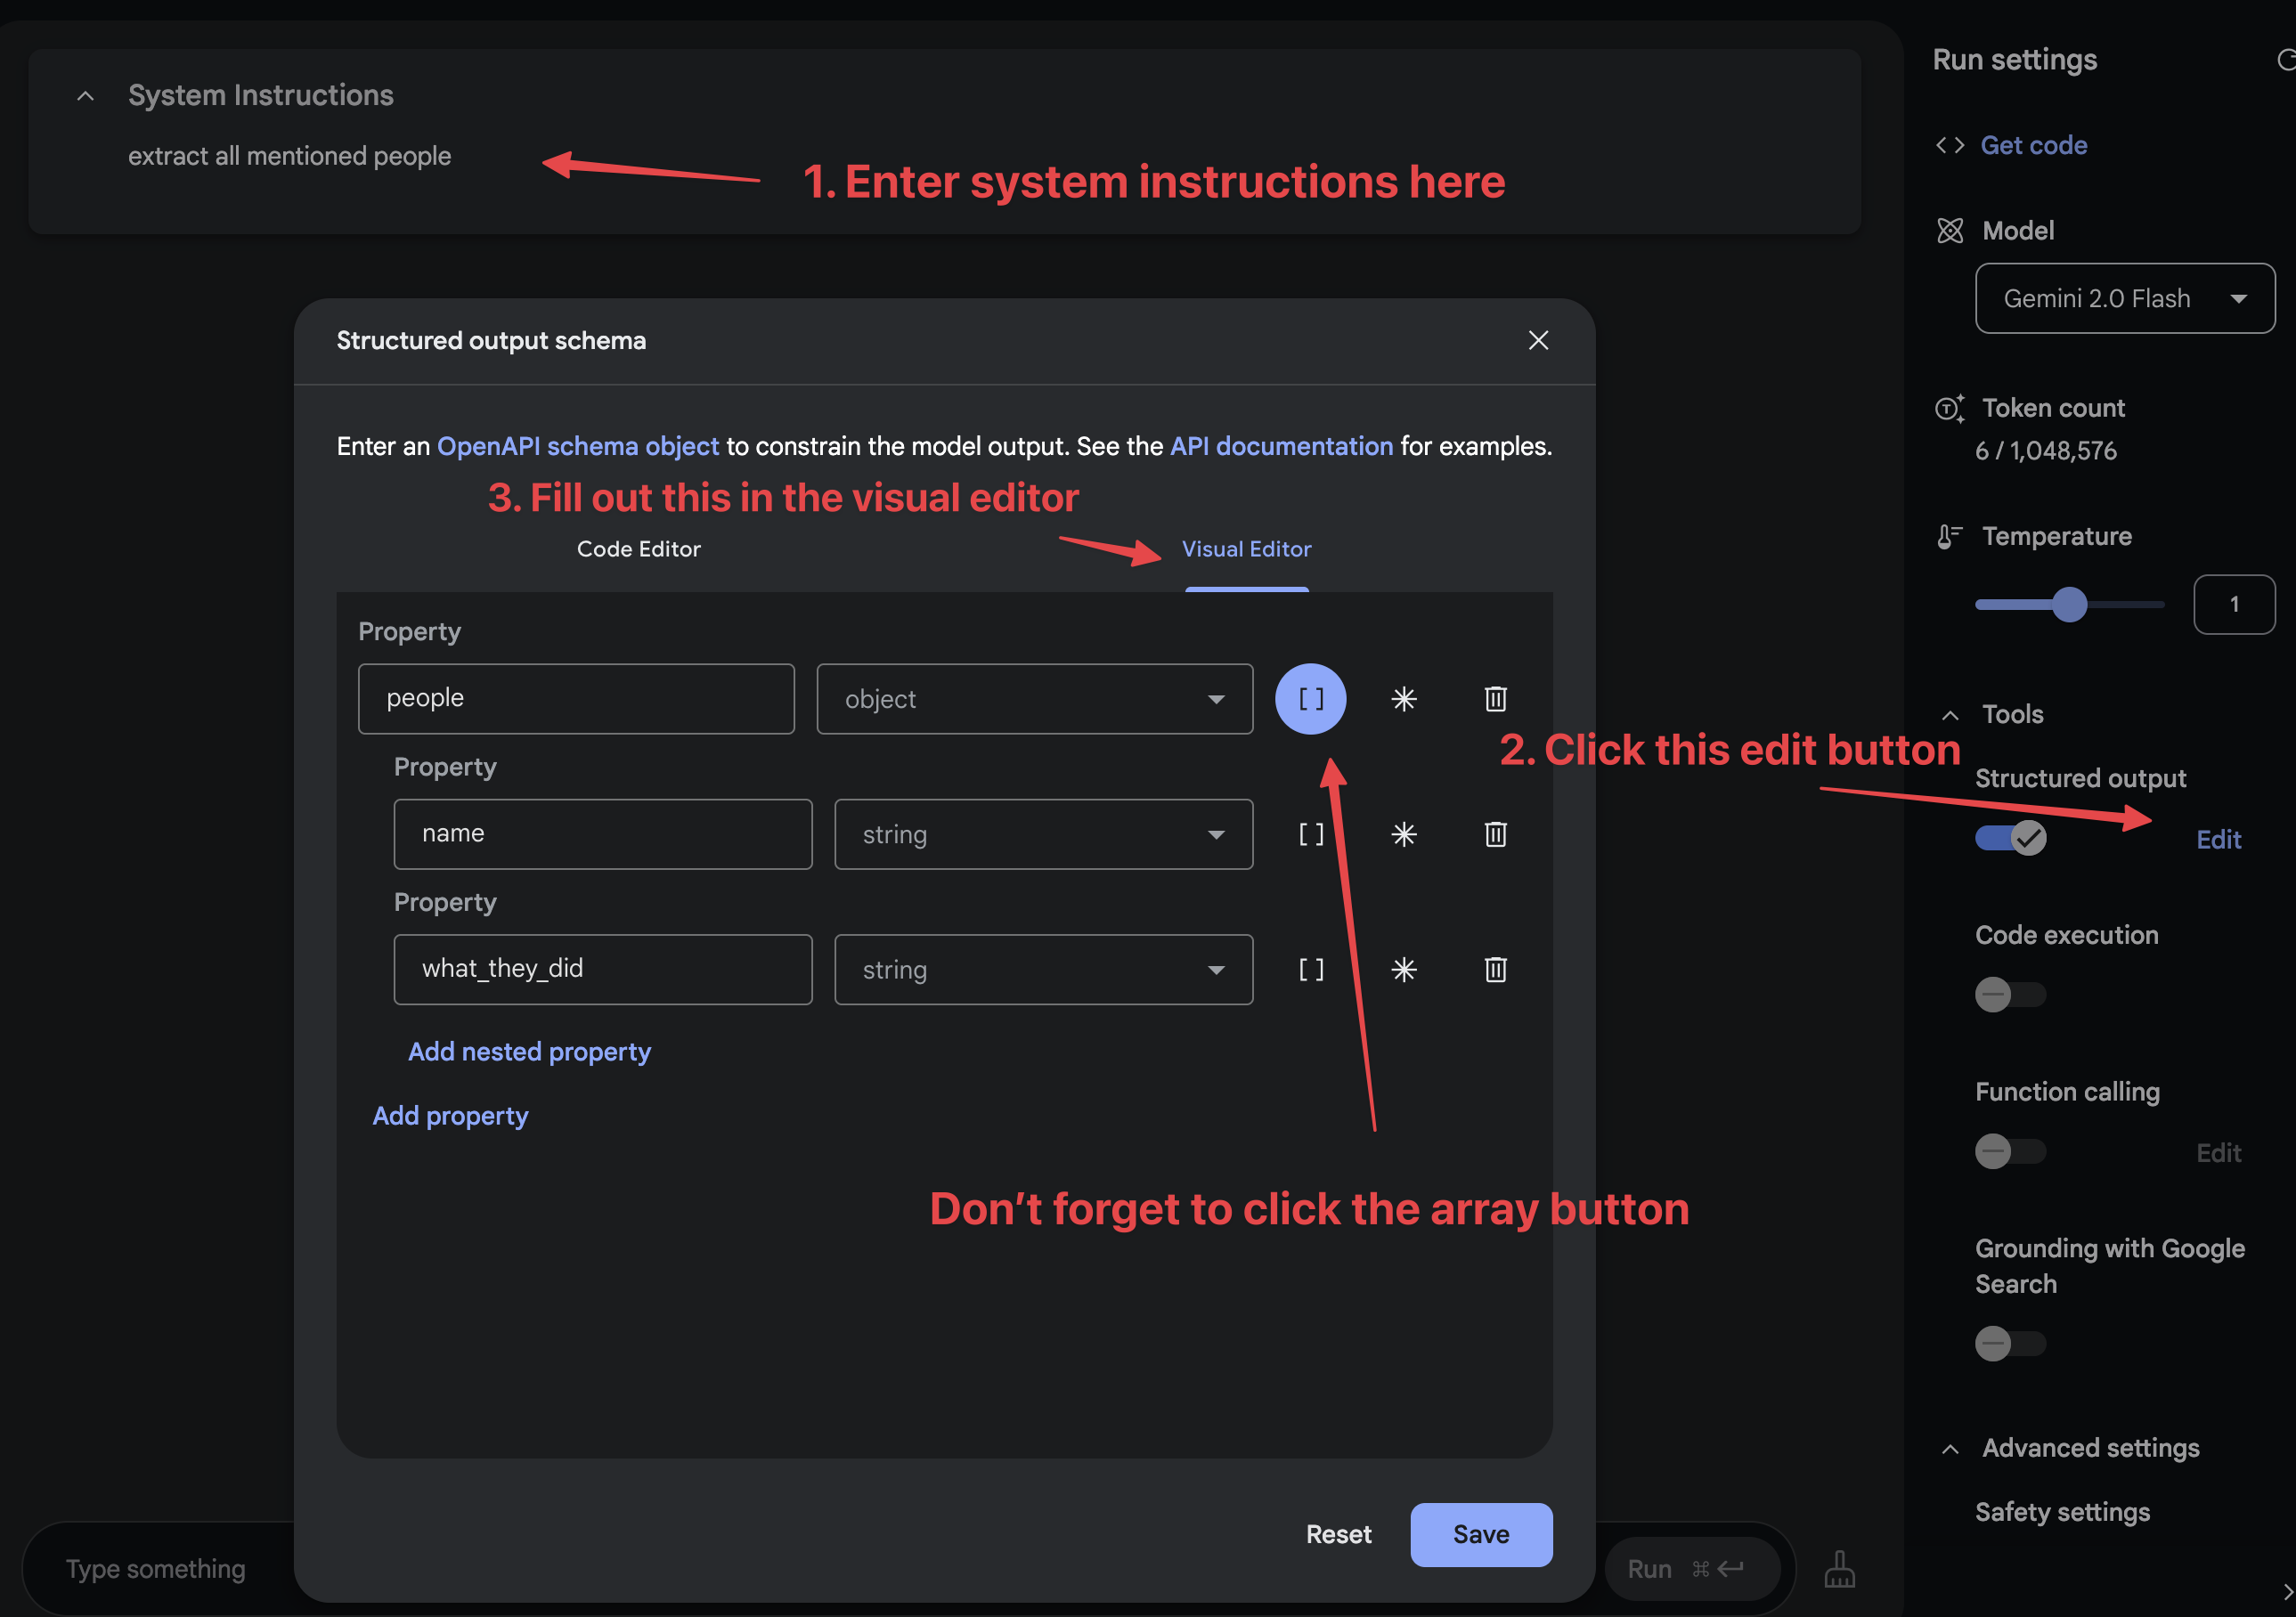 System Instructions
extract all mentioned people
1. Enter system instructions here
Structured output schema
Enter an OpenAPI schema object to constrain the model output. See the API documentation for examples.
3. Fill out this in the visual editor
Code Editor
Visual Editor
Property
people
object
[ ]
Property
name
string
[ ]
Property
what_they_did
string
[ ]
Add nested property
Add property
Don’t forget to click the array button
Reset
Save
Type something
Run ⌘ ↵
Run settings
Get code
Model
Gemini 2.0 Flash
Token count
6 / 1,048,576
Temperature
1
Tools
2. Click this edit button
Structured output
Edit
Code execution
Function calling
Edit
Grounding with Google
Search
Advanced settings
Safety settings